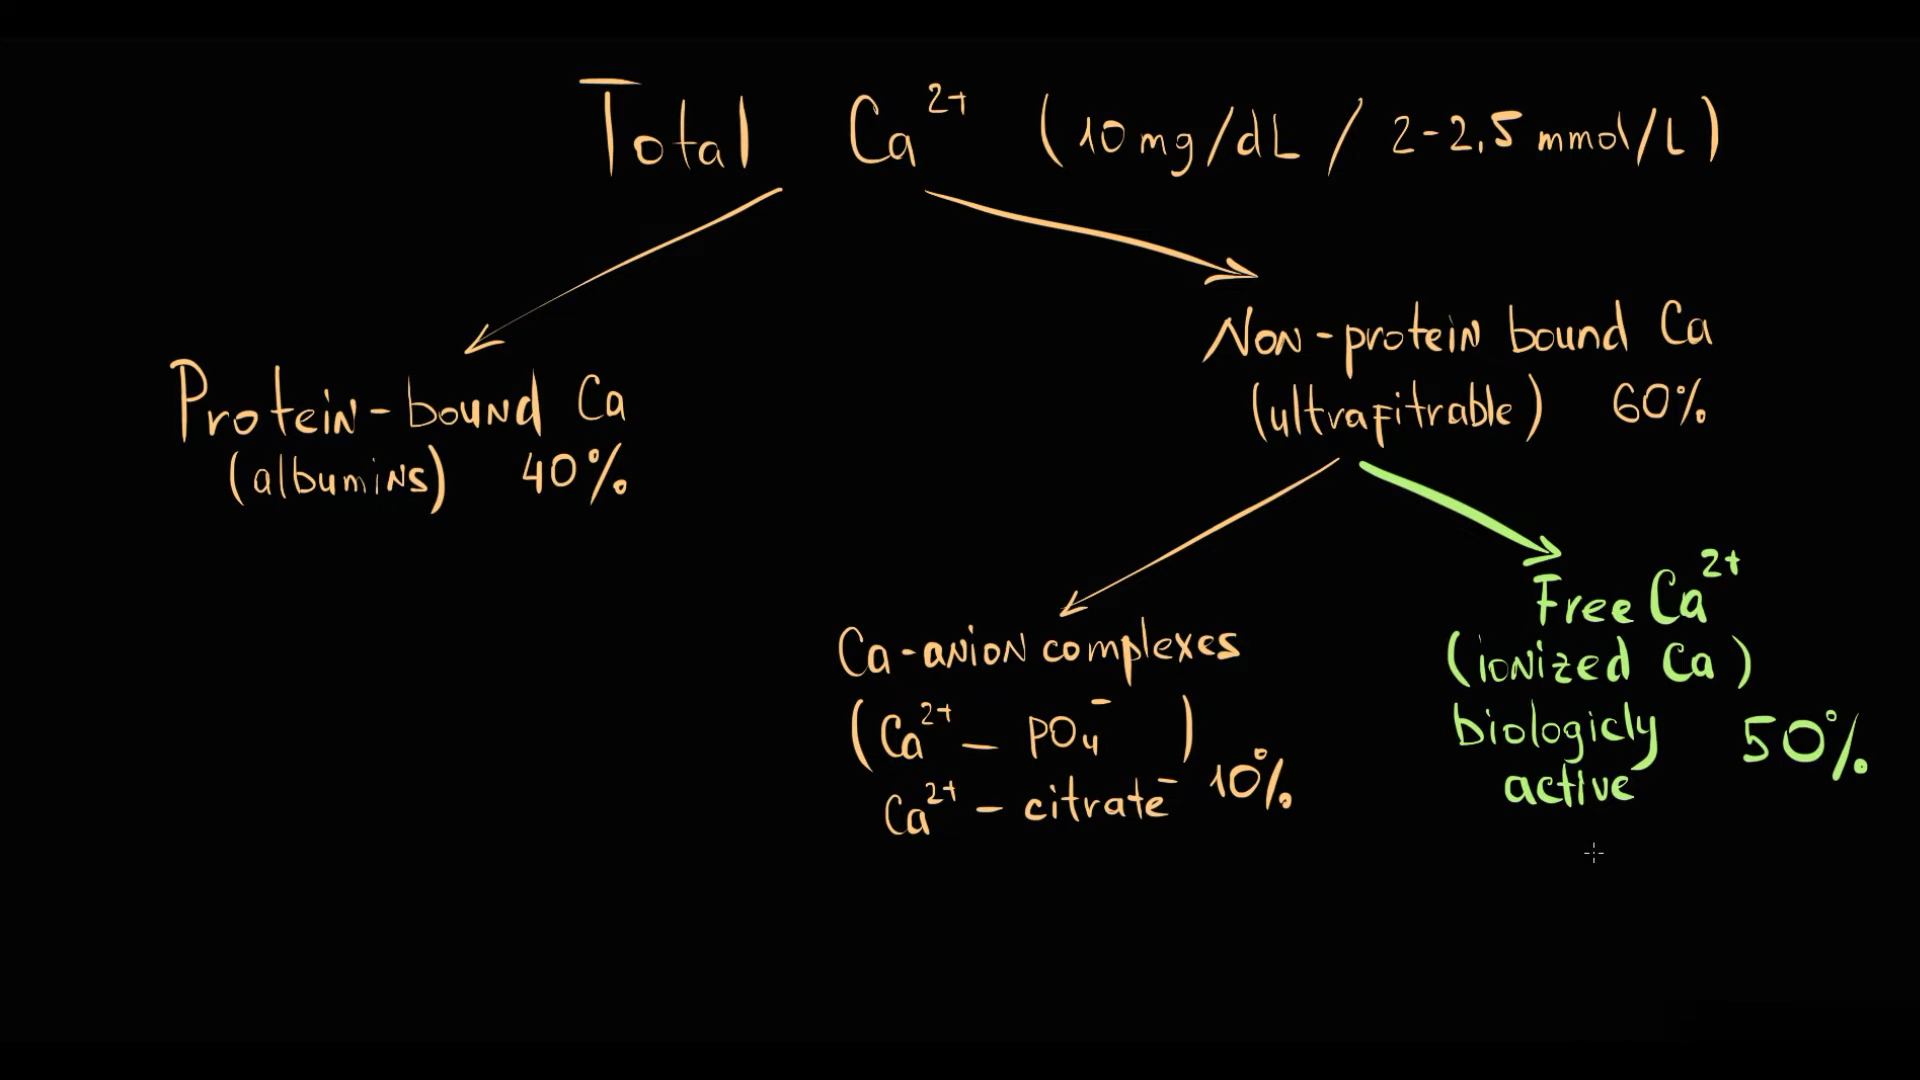 Total Ca²⁺ (10 mg/dL / 2-2,5 mmol/L)
Protein-bound Ca
(albumins) 40%
Non-protein bound Ca
(ultrafitrable) 60%
Ca-anion complexes
(Ca²⁺ - PO₄⁻)
Ca²⁺ - citrate⁻ 10%
Free Ca²⁺
(ionized Ca)
biologicly
active 50%